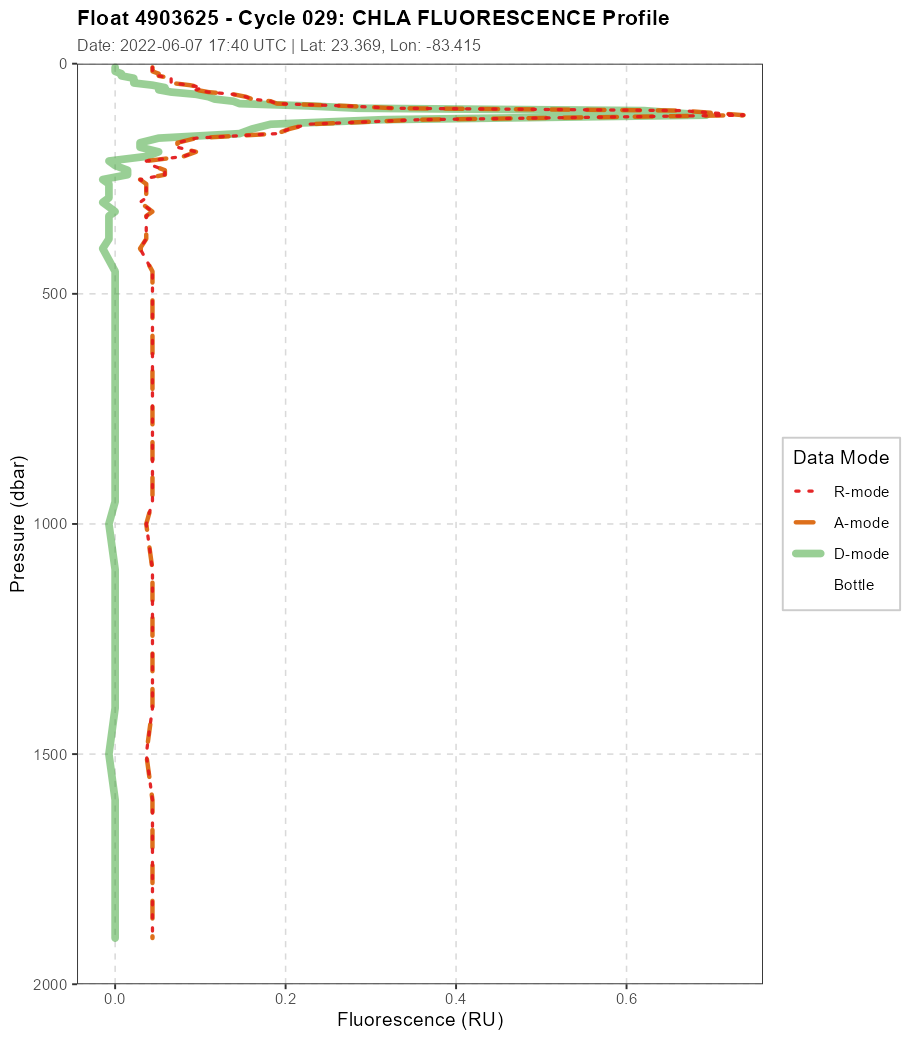 Float 4903625 - Cycle 029: CHLA FLUORESCENCE Profile
Date: 2022-06-07 17:40 UTC | Lat: 23.369, Lon: -83.415
0
500
1000
1500
2000
Pressure (dbar)
0.0
0.2
0.4
0.6
Fluorescence (RU)
Data Mode
R-mode
A-mode
D-mode
Bottle